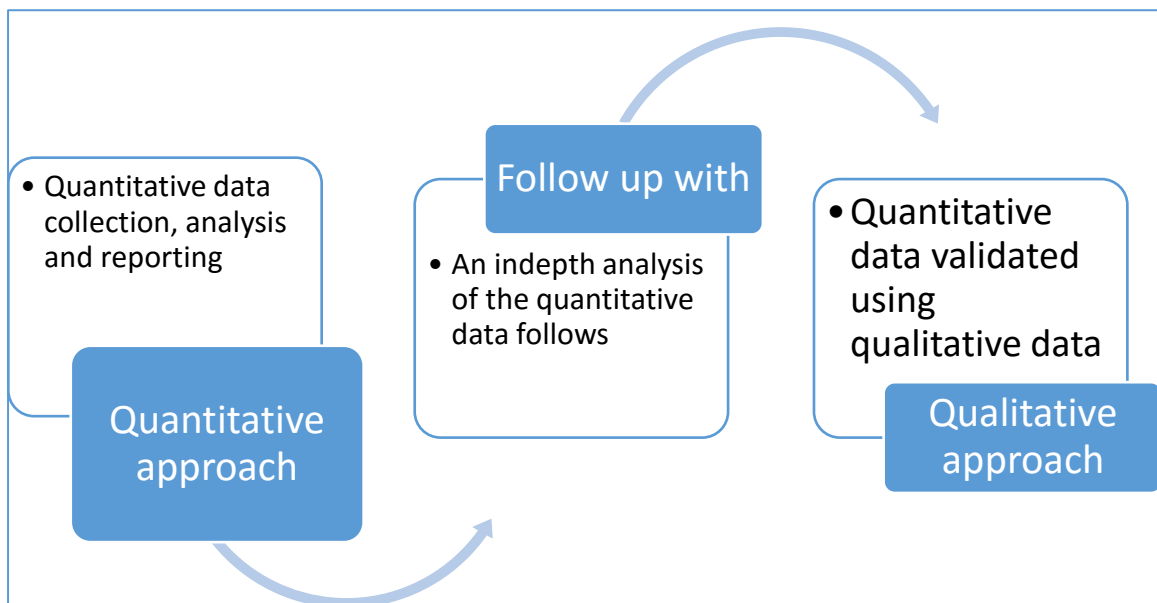 • Quantitative data
collection, analysis
and reporting
Quantitative
approach
Follow up with
• An indepth analysis
of the quantitative
data follows
• Quantitative
data validated
using
qualitative data
Qualitative
approach